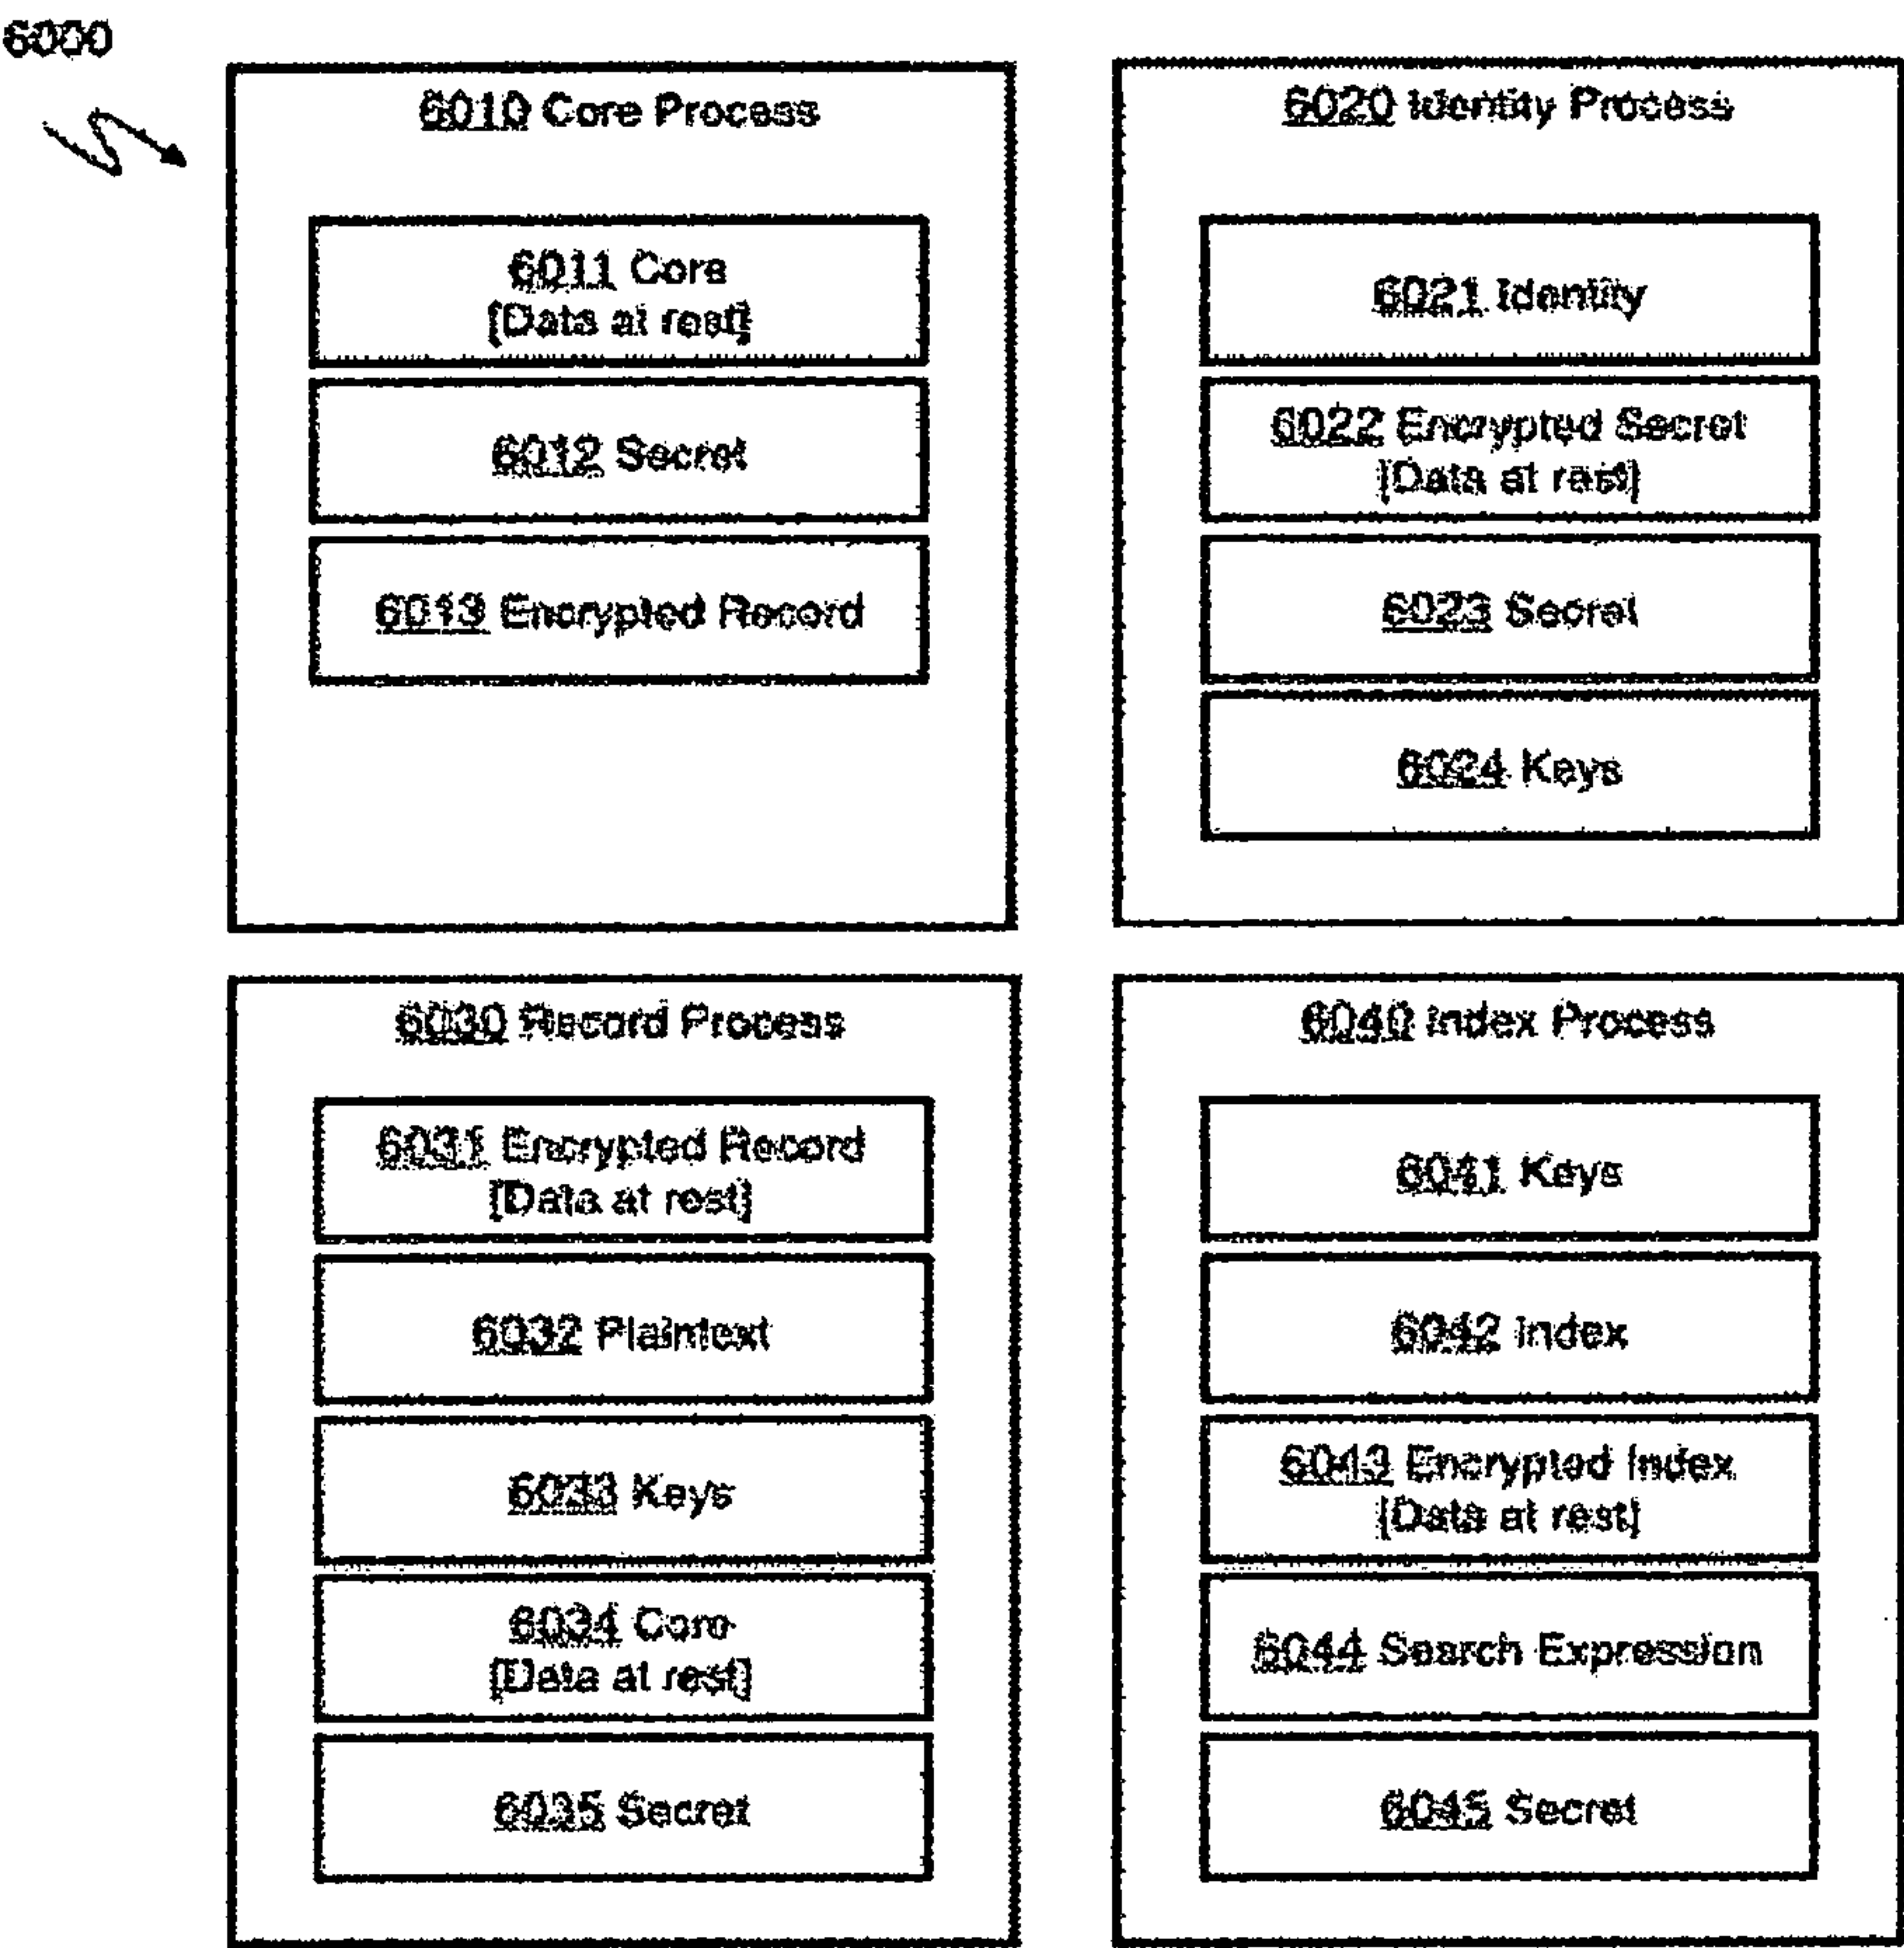 6000
6010 Core Process
6011 Core
[Data at rest]
6012 Secret
6013 Encrypted Record
6020 Identity Process
6021 Identity
6022 Encrypted Secret
[Data at rest]
6023 Secret
6024 Keys
6030 Record Process
6031 Encrypted Record
[Data at rest]
6032 Plaintext
6033 Keys
6034 Core
[Data at rest]
6035 Secret
6040 Index Process
6041 Keys
6042 Index
6043 Encrypted Index
[Data at rest]
6044 Search Expression
6045 Secret